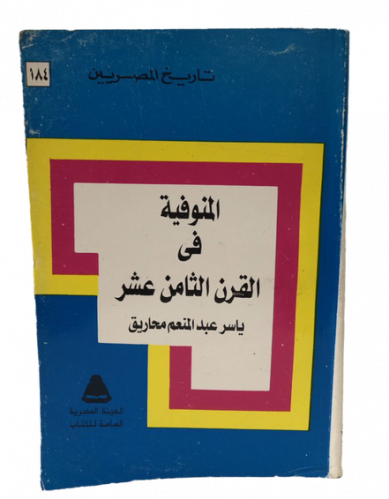 تاريخ المصريين
١٨٤
المنوفية
فى
القرن الثامن عشر
ياسر عبد المنعم محاريق
الهيئة المصرية
العامة للكتاب